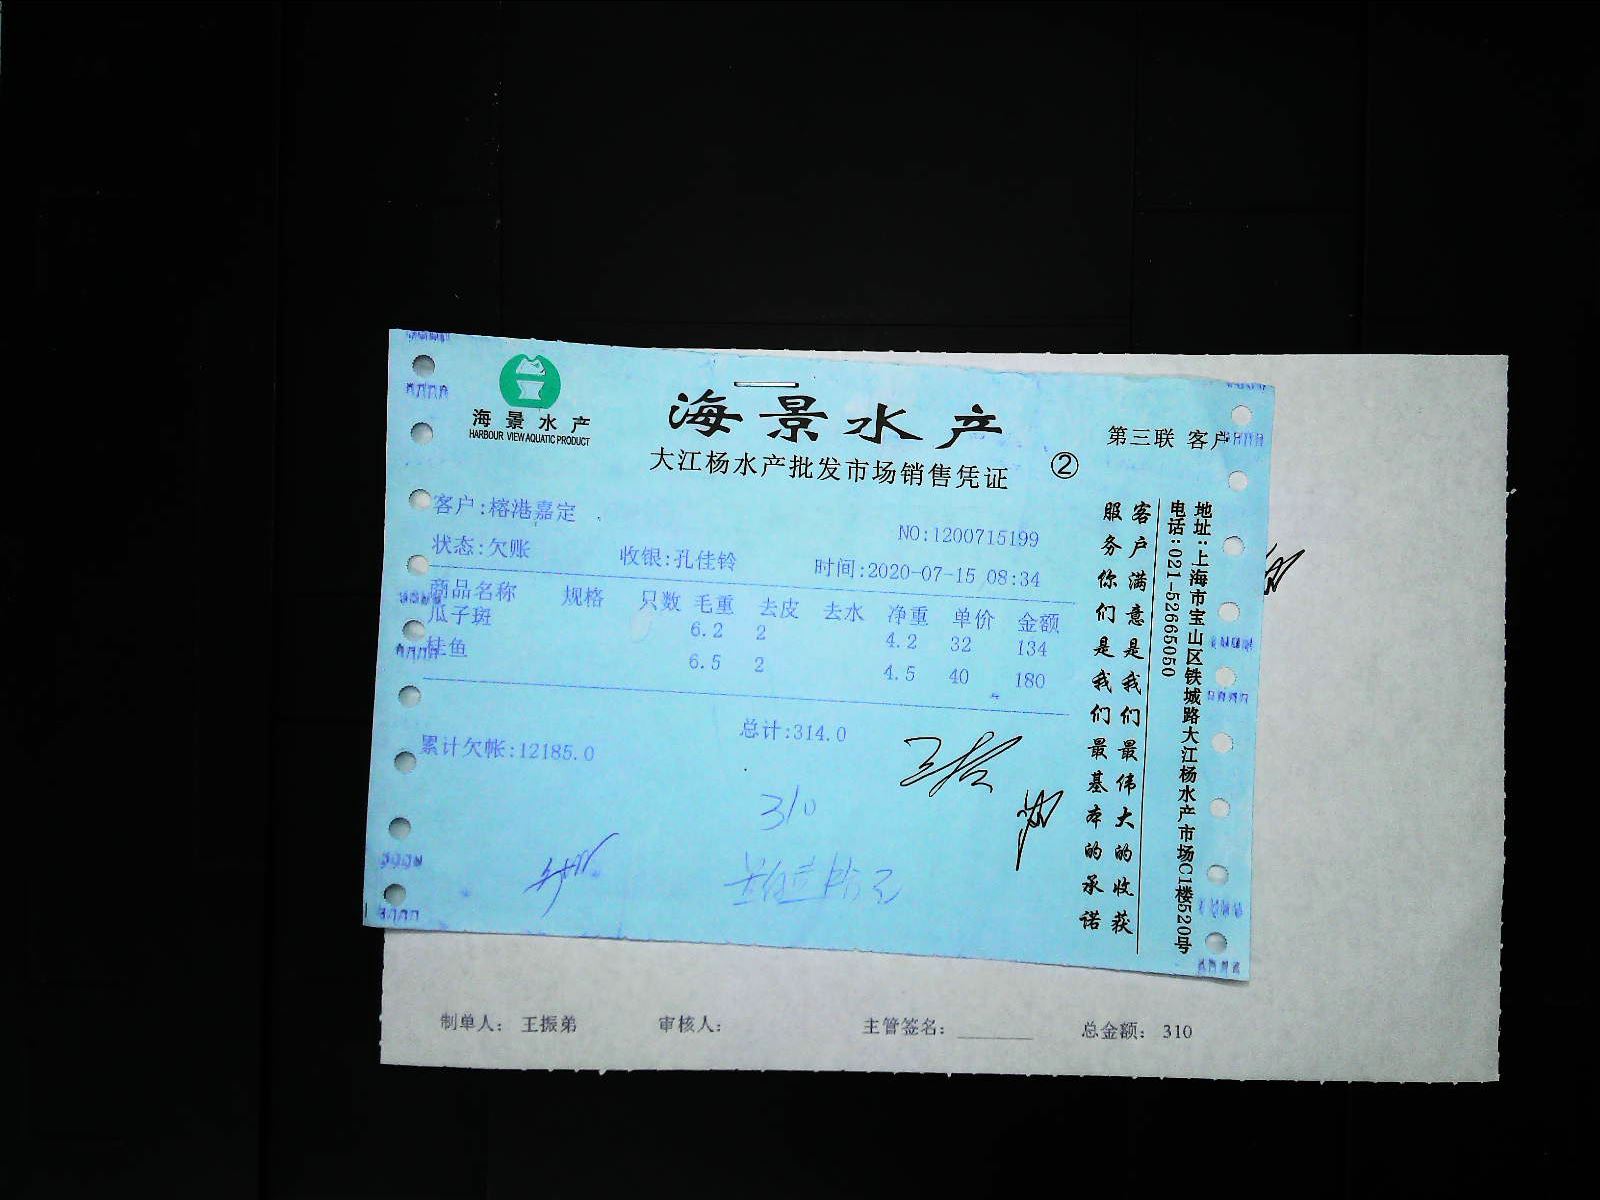 海景水产
HARBOUR VIEW AQUATIC PRODUCT
海景水产
大江杨水产批发市场销售凭证
②
第三联 客户
客户:榕港嘉定
NO:1200715199
状态:欠账 收银:孔佳铃 时间:2020-07-15 08:34
商品名称 规格 只数 毛重 去皮 去水 净重 单价 金额
瓜子斑 6.2 2 4.2 32 134
桂鱼 6.5 2 4.5 40 180
总计:314.0
累计欠帐:12185.0
310
客户满意是我们最伟大的收获
服务你们是我们最基本的承诺
地址:上海市宝山区铁城路大江杨水产市场C1楼520号
电话:021-52665050
制单人: 王振弟 审核人: 主管签名: 总金额: 310